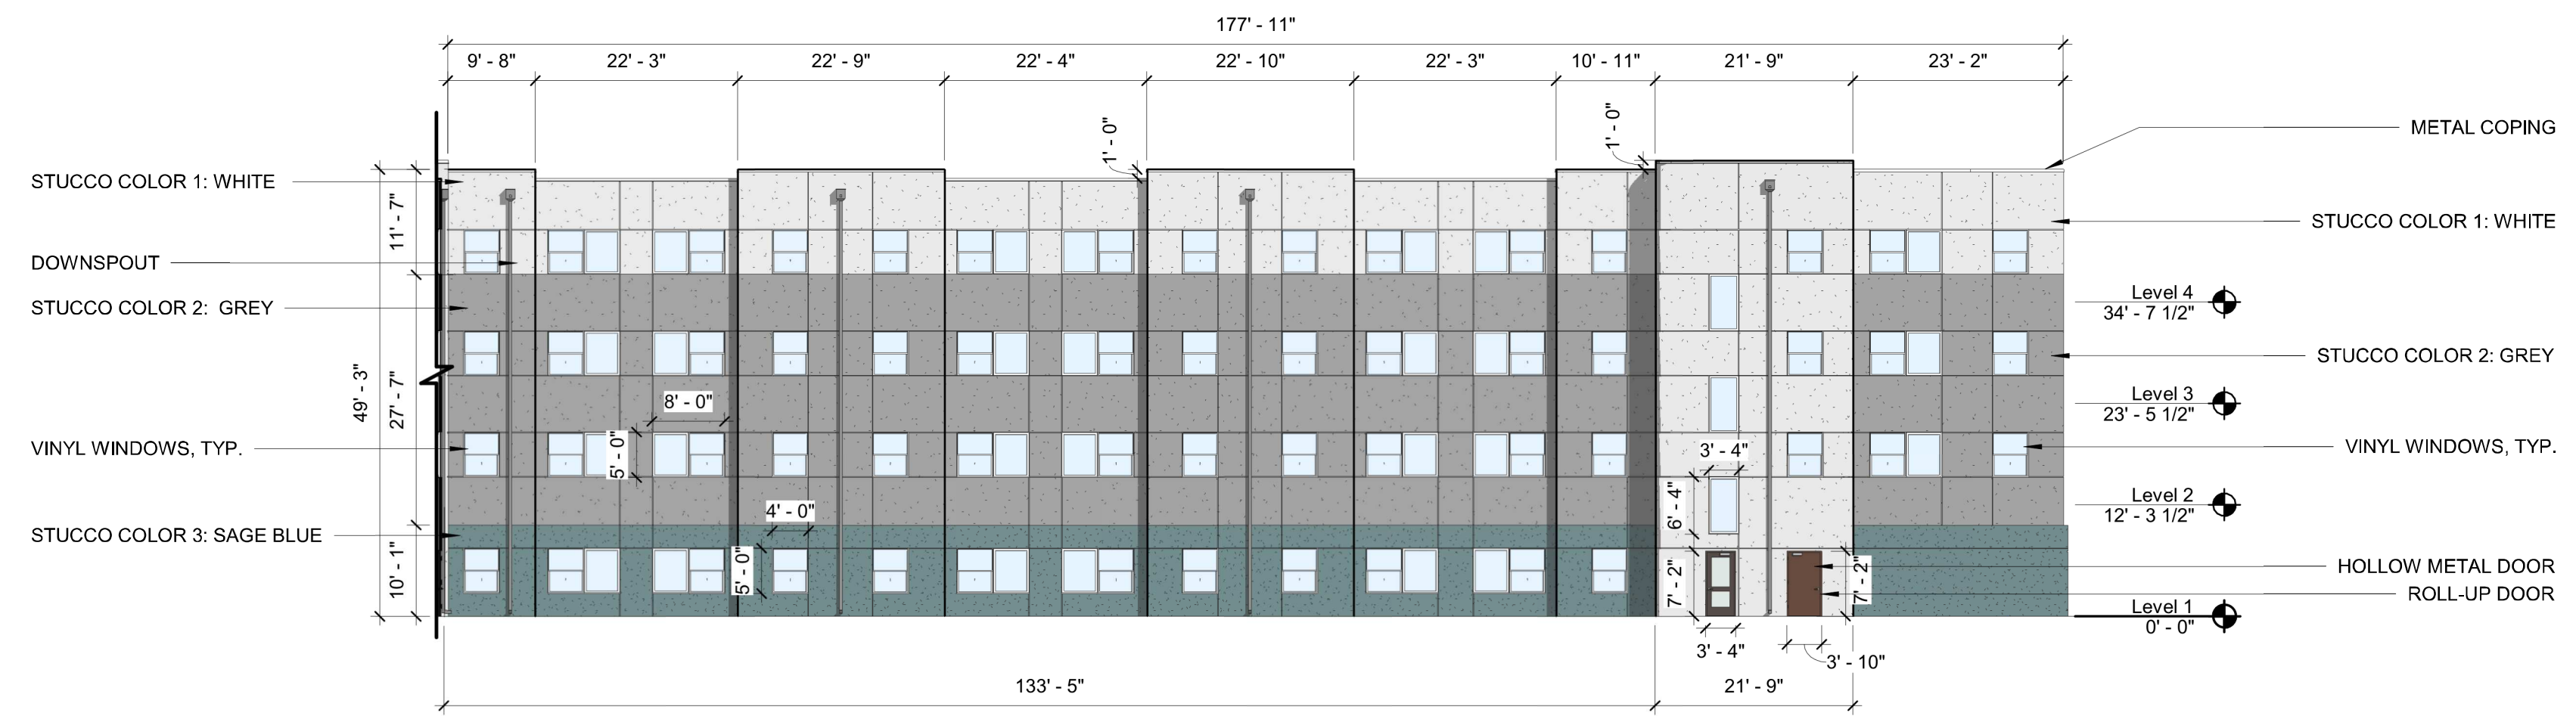 177' - 11"
9' - 8"
22' - 3"
22' - 9"
22' - 4"
22' - 10"
22' - 3"
10' - 11"
21' - 9"
23' - 2"
1' - 0"
1' - 0"
METAL COPING
STUCCO COLOR 1: WHITE
STUCCO COLOR 1: WHITE
11' - 7"
DOWNSPOUT
STUCCO COLOR 2: GREY
Level 4
34' - 7 1/2"
STUCCO COLOR 2: GREY
49' - 3"
27' - 7"
8' - 0"
Level 3
23' - 5 1/2"
VINYL WINDOWS, TYP.
5' - 0"
3' - 4"
VINYL WINDOWS, TYP.
6' - 4"
Level 2
12' - 3 1/2"
4' - 0"
STUCCO COLOR 3: SAGE BLUE
10' - 1"
5' - 0"
7' - 2"
7' - 2"
HOLLOW METAL DOOR
ROLL-UP DOOR
Level 1
0' - 0"
3' - 4"
3' - 10"
133' - 5"
21' - 9"